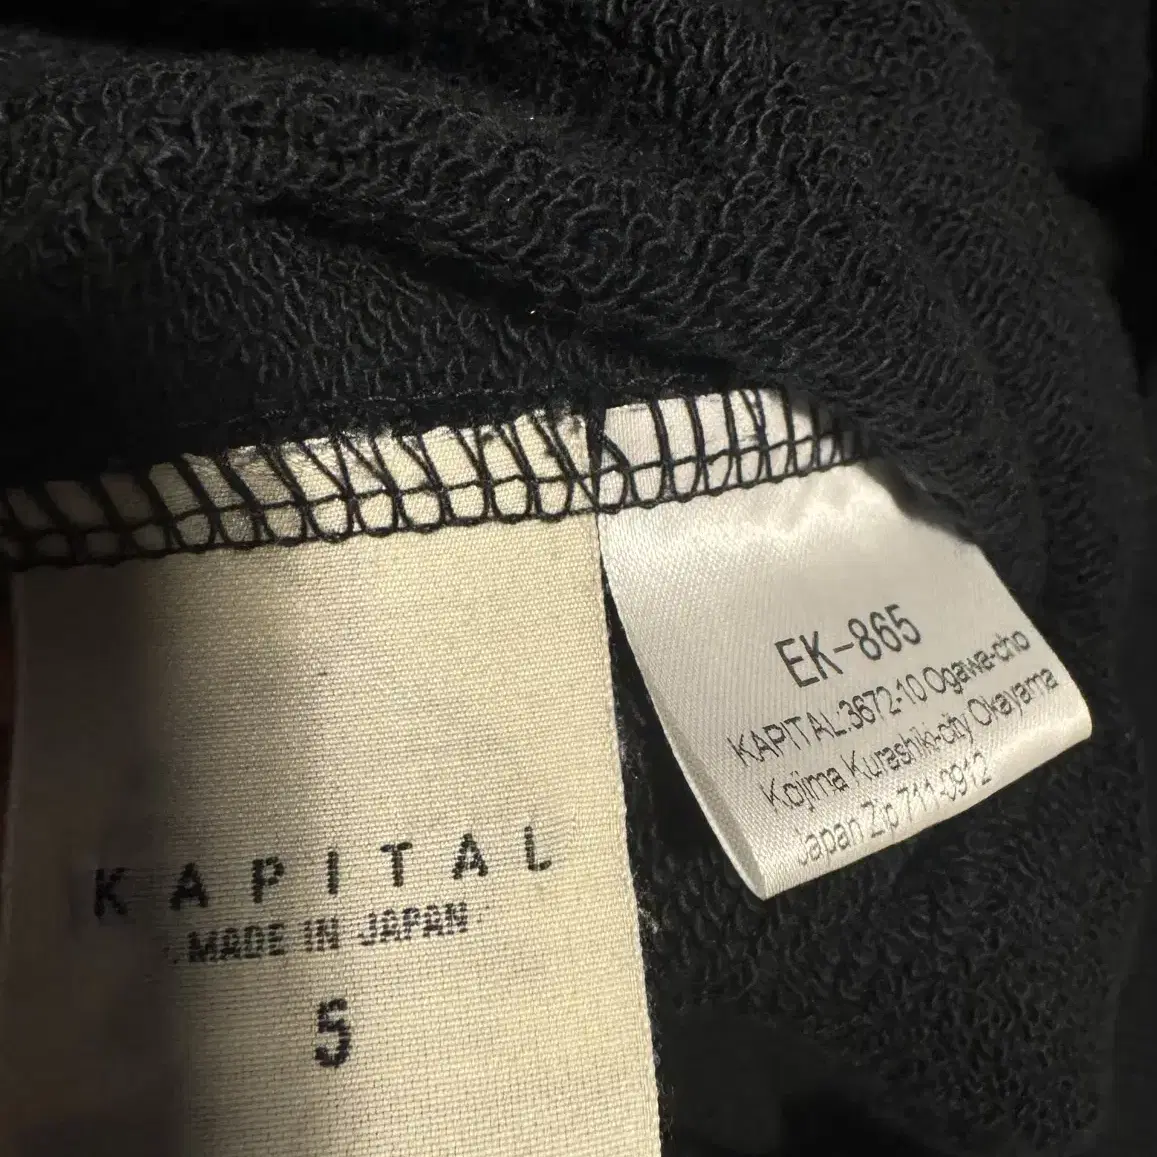 KAPITAL
MADE IN JAPAN
5
EK-865
KAPITAL.3672-10 Ogawa-cho
Kojima Kurashiki-city Okayama
Japan Zip 711-0912